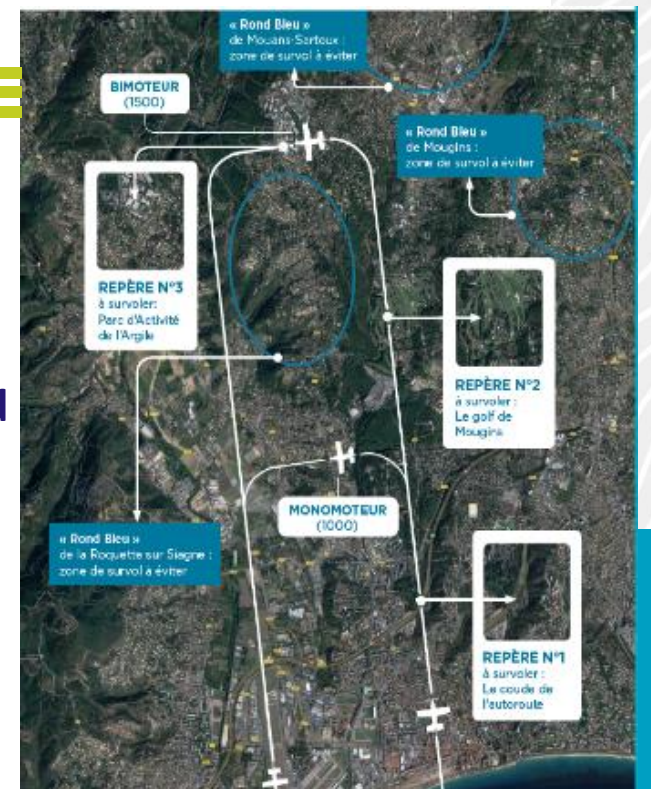 « Rond Bleu »
de Mouans-Sartoux :
zone de survol à éviter
BIMOTEUR
(1500)
« Rond Bleu »
de Mougins :
zone de survol à éviter
REPÈRE N°3
à survoler:
Parc d'Activité
de l'Argile
REPÈRE N°2
à survoler :
Le golf de
Mougins
MONOMOTEUR
(1000)
« Rond Bleu »
de la Roquette sur Siagne :
zone de survol à éviter
REPÈRE N°1
à survoler :
Le coude de
l'autoroute